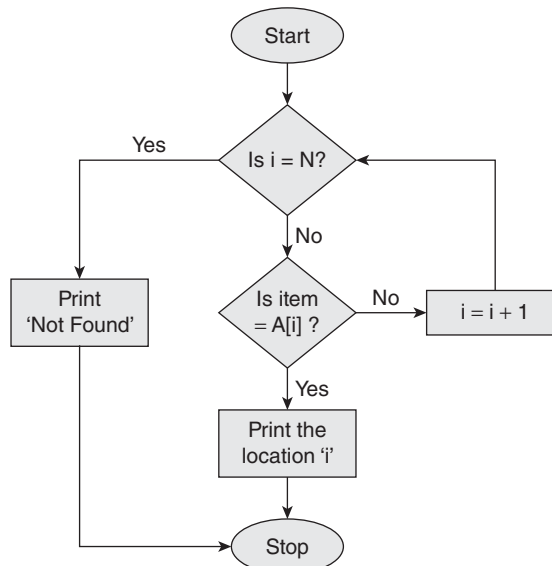 Start
Yes
Is i = N?
No
Print
‘Not Found’
Is item
= A[i] ?
No
i = i + 1
Yes
Print the
location ‘i’
Stop